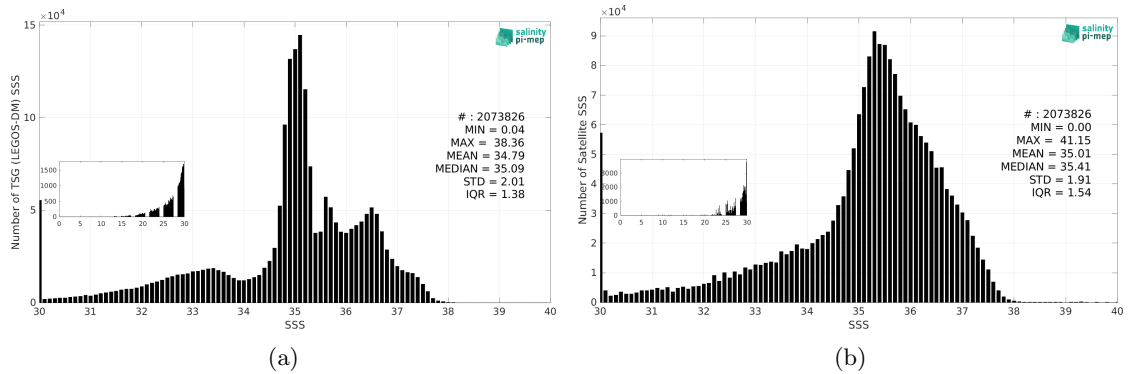 15 ×10⁴
Number of TSG (LEGOS-DM) SSS
10
5
0
salinity
pi-mep
# : 2073826
MIN = 0.04
MAX = 38.36
MEAN = 34.79
MEDIAN = 35.09
STD = 2.01
IQR = 1.38
1500
1000
500
0
0 5 10 15 20 25 30
30 31 32 33 34 35 36 37 38 39 40
SSS
(a)
×10⁴
10
9
8
7
6
5
4
3
2
1
0
Number of Satellite SSS
salinity
pi-mep
# : 2073826
MIN = 0.00
MAX = 41.15
MEAN = 35.01
MEDIAN = 35.41
STD = 1.91
IQR = 1.54
3000
2000
1000
0
0 5 10 15 20 25 30
30 31 32 33 34 35 36 37 38 39 40
SSS
(b)